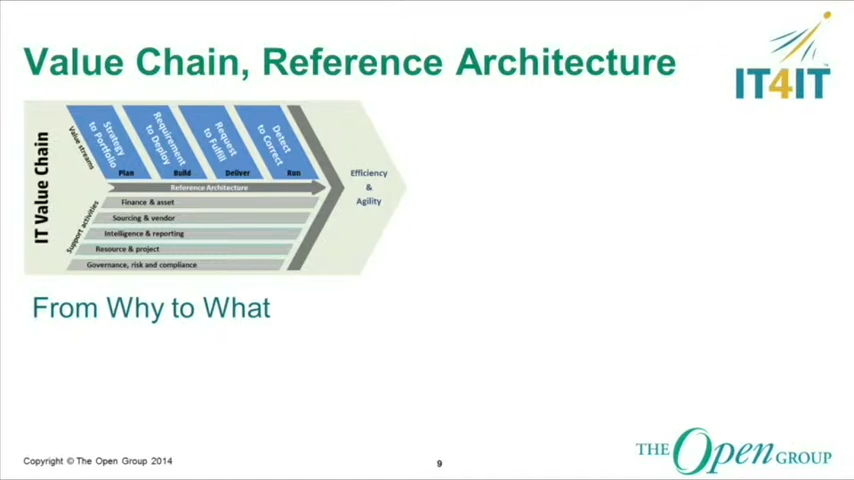 Value Chain, Reference Architecture
IT4IT™
IT Value Chain
Value streams
Strategy
to Portfolio
Plan
Requirement
to Deploy
Build
Request
to Fulfill
Deliver
Detect
to Correct
Run
Reference Architecture
Support activities
Finance & asset
Sourcing & vendor
Intelligence & reporting
Resource & project
Governance, risk and compliance
Efficiency
&
Agility
From Why to What
Copyright © The Open Group 2014
9
THE Open GROUP